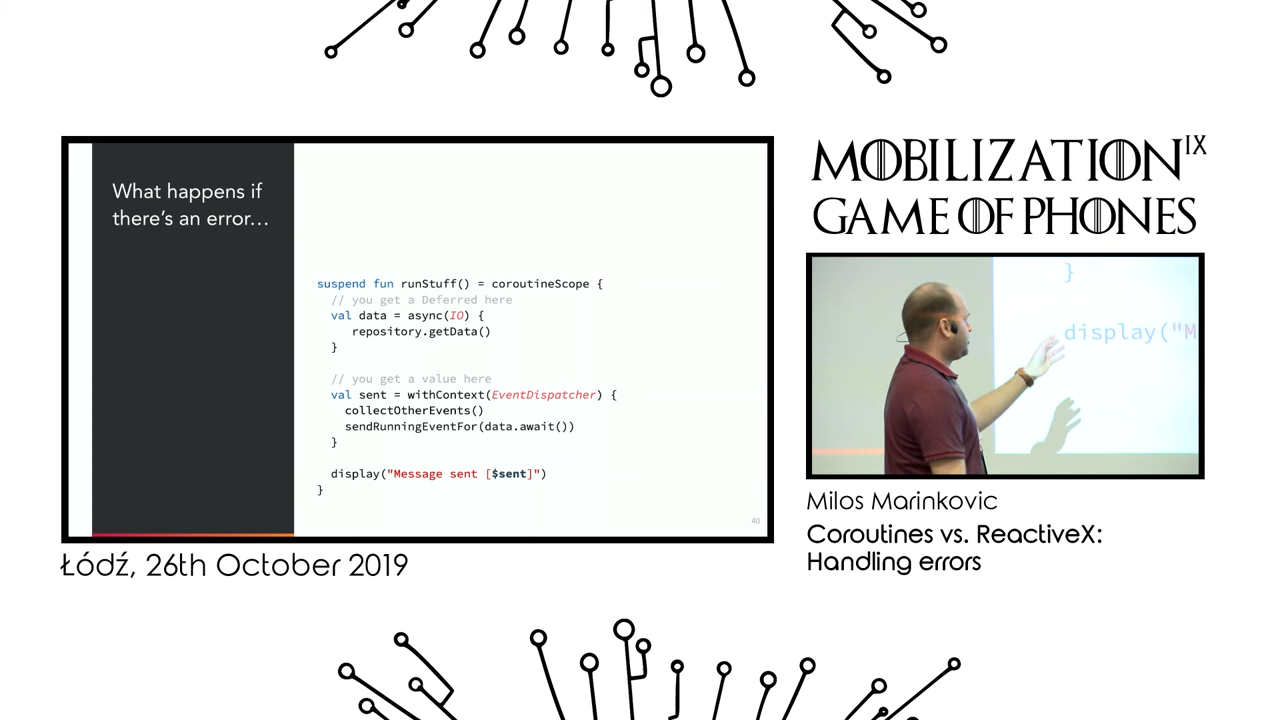 What happens if
there's an error...
suspend fun runStuff() = coroutineScope {
// you get a Deferred here
val data = async(IO) {
repository.getData()
}
// you get a value here
val sent = withContext(EventDispatcher) {
collectOtherEvents()
sendRunningEventFor(data.await())
}
display("Message sent [$sent]")
}
40
MOBILIZATION IX
GAME OF PHONES
}
display("M
Milos Marinkovic
Coroutines vs. ReactiveX:
Handling errors
Łódź, 26th October 2019